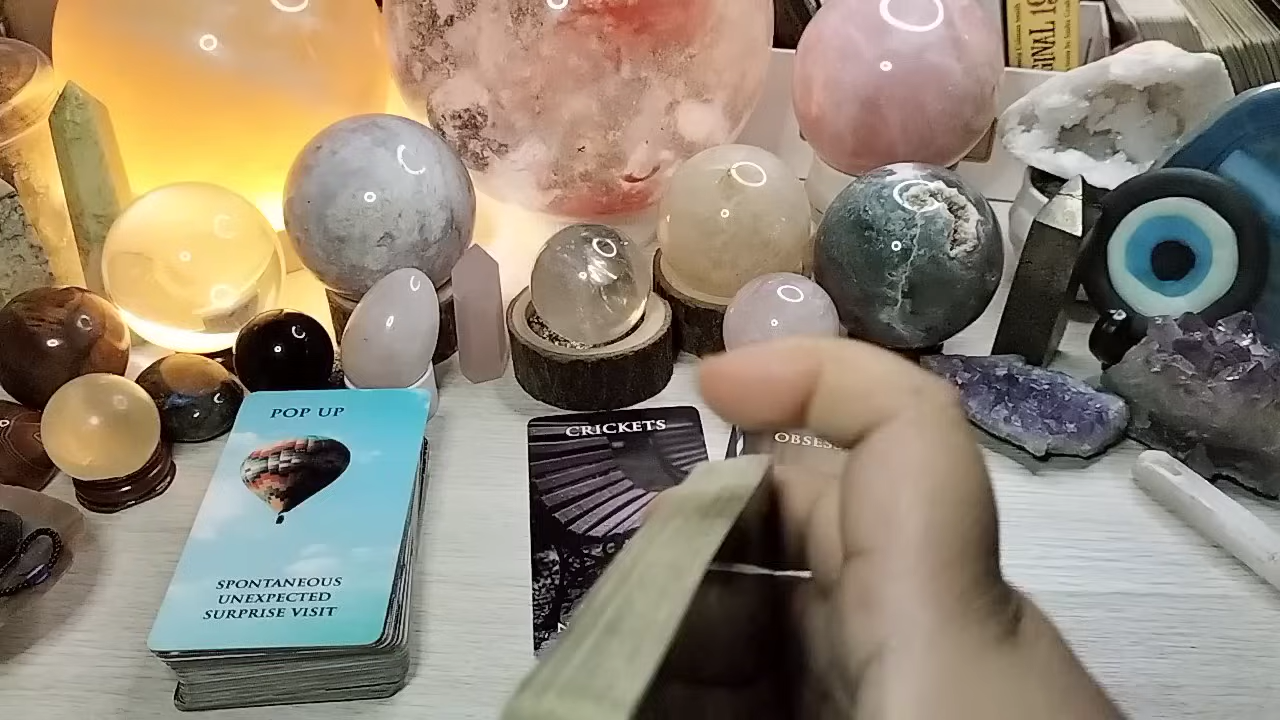 POP UP
SPONTANEOUS
UNEXPECTED
SURPRISE VISIT
CRICKETS